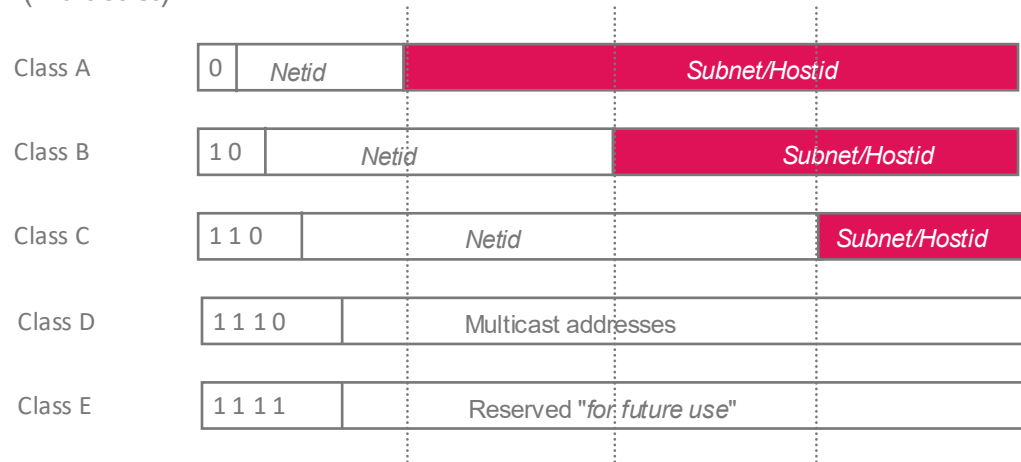 Class A 0 Netid Subnet/Hostid
Class B 1 0 Netid Subnet/Hostid
Class C 1 1 0 Netid Subnet/Hostid
Class D 1 1 1 0 Multicast addresses
Class E 1 1 1 1 Reserved "for future use"